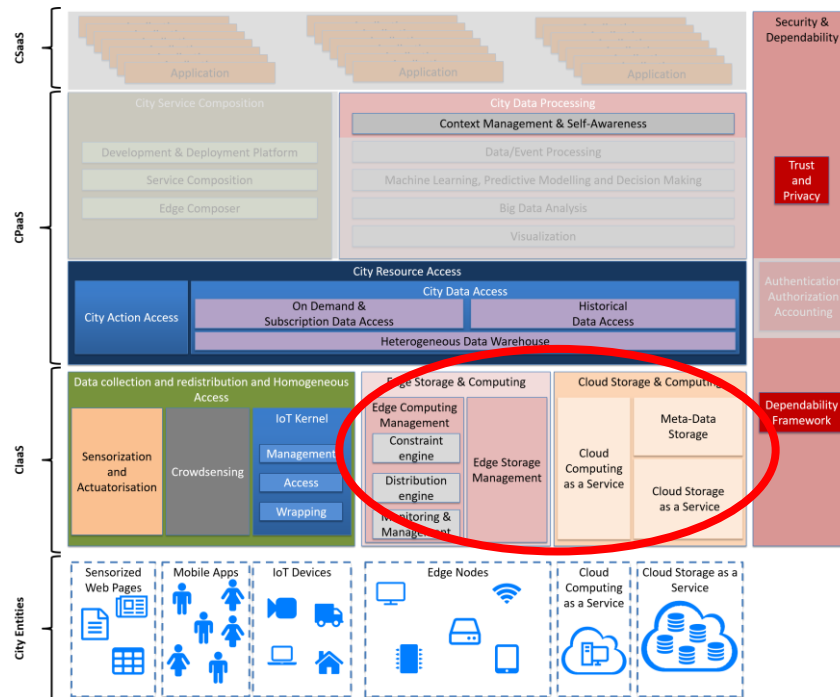 CSaaS
Application
Application
Application
Security &
Dependability
CPaaS
City Service Composition
Development & Deployment Platform
Service Composition
Edge Composer
City Data Processing
Context Management & Self-Awareness
Data/Event Processing
Machine Learning, Predictive Modelling and Decision Making
Big Data Analysis
Visualization
Trust
and
Privacy
City Resource Access
City Action Access
City Data Access
On Demand &
Subscription Data Access
Historical
Data Access
Heterogeneous Data Warehouse
Authentication
Authorization
Accounting
CIaaS
Data collection and redistribution and Homogeneous
Access
Sensorization
and
Actuatorisation
Crowdsensing
IoT Kernel
Management
Access
Wrapping
Edge Storage & Computing
Edge Computing
Management
Constraint
engine
Distribution
engine
Monitoring &
Management
Edge Storage
Management
Cloud Storage & Computing
Cloud
Computing
as a Service
Meta-Data
Storage
Cloud Storage
as a Service
Dependability
Framework
City Entities
Sensorized
Web Pages
Mobile Apps
IoT Devices
Edge Nodes
Cloud
Computing
as a Service
Cloud Storage as a
Service